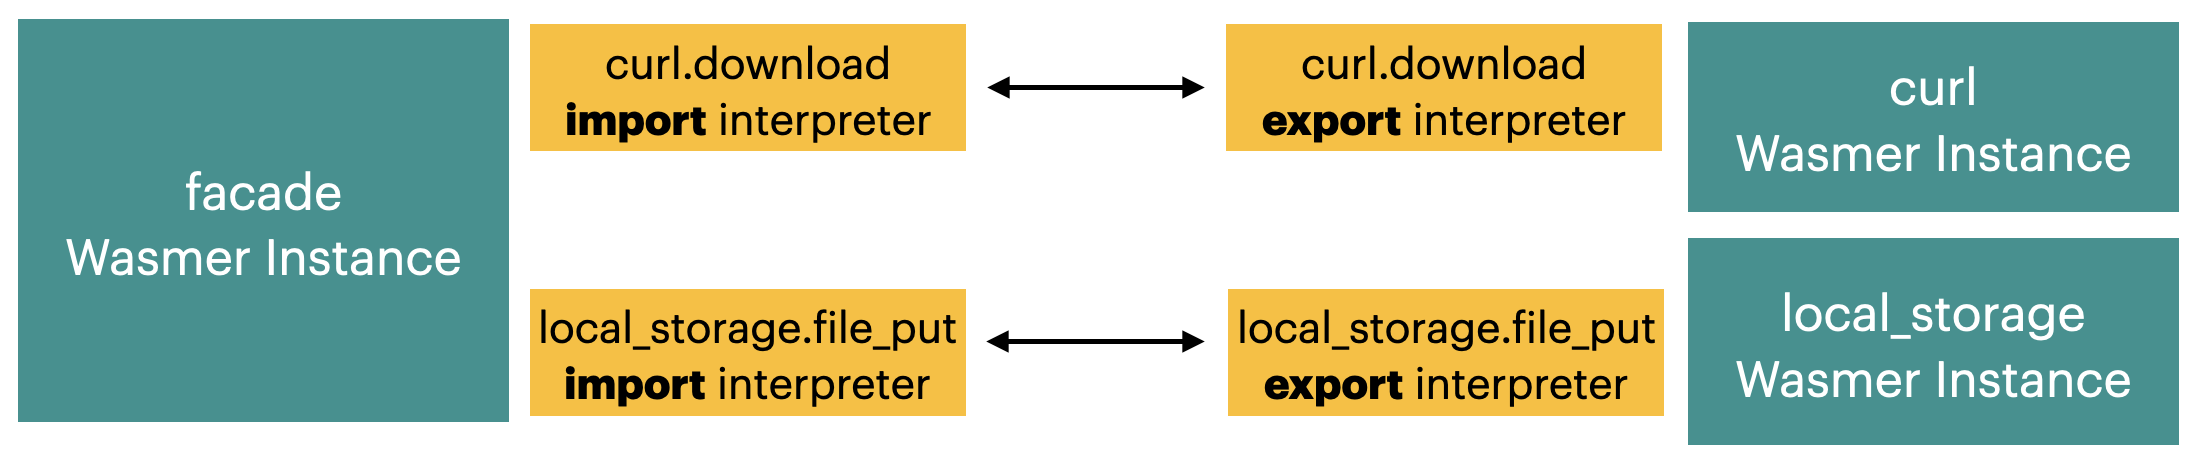 facade
Wasmer Instance
curl.download
import interpreter
curl.download
export interpreter
curl
Wasmer Instance
local_storage.file_put
import interpreter
local_storage.file_put
export interpreter
local_storage
Wasmer Instance